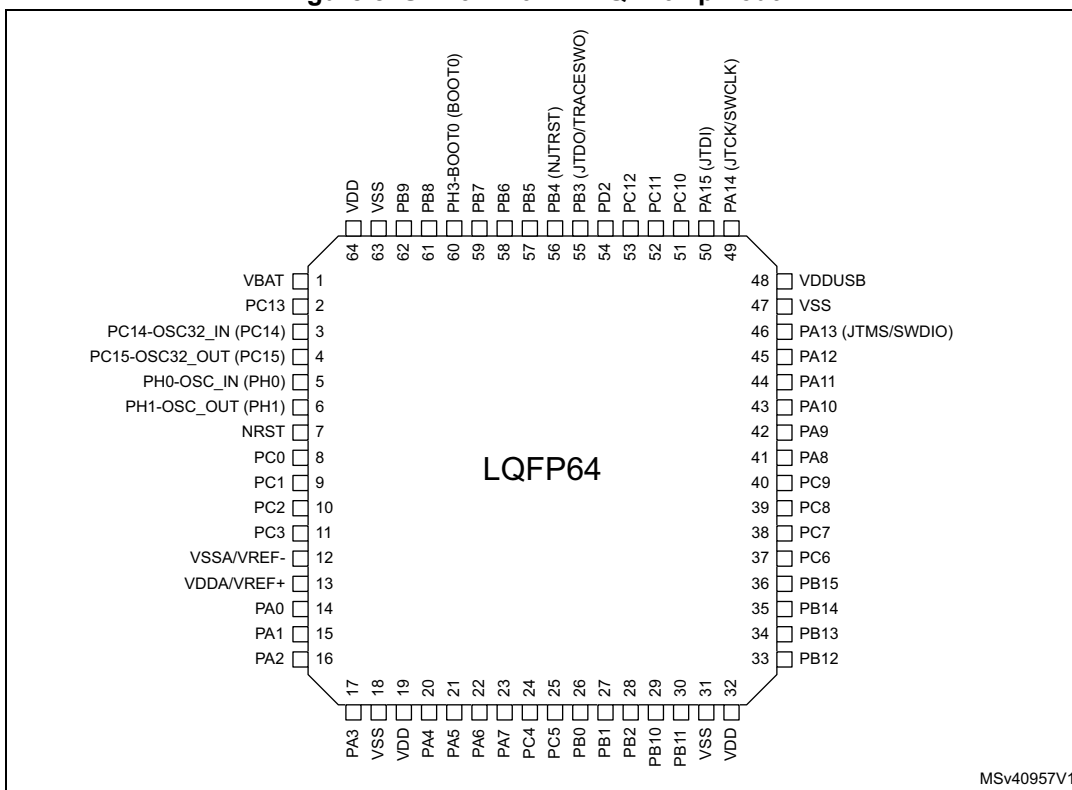 PA14 (JTCK/SWCLK)
PA15 (JTDI)
PC10
PC11
PC12
PD2
PB3 (JTDO/TRACESWO)
PB4 (NJTRST)
PB5
PB6
PB7
PH3-BOOT0 (BOOT0)
PB8
PB9
VSS
VDD
64 63 62 61 60 59 58 57 56 55 54 53 52 51 50 49
VBAT 1
PC13 2
PC14-OSC32_IN (PC14) 3
PC15-OSC32_OUT (PC15) 4
PH0-OSC_IN (PH0) 5
PH1-OSC_OUT (PH1) 6
NRST 7
PC0 8
PC1 9
PC2 10
PC3 11
VSSA/VREF- 12
VDDA/VREF+ 13
PA0 14
PA1 15
PA2 16
LQFP64
48 VDDUSB
47 VSS
46 PA13 (JTMS/SWDIO)
45 PA12
44 PA11
43 PA10
42 PA9
41 PA8
40 PC9
39 PC8
38 PC7
37 PC6
36 PB15
35 PB14
34 PB13
33 PB12
17 18 19 20 21 22 23 24 25 26 27 28 29 30 31 32
PA3
VSS
VDD
PA4
PA5
PA6
PA7
PC4
PC5
PB0
PB1
PB2
PB10
PB11
VSS
VDD
MSv40957V1